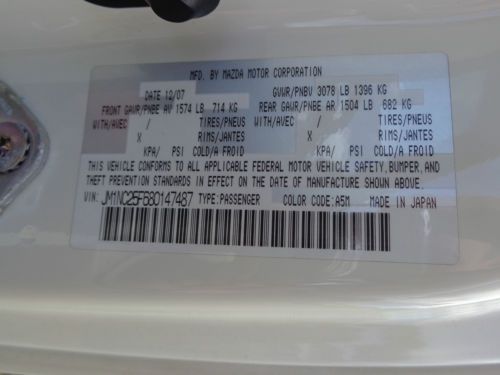 MFD. BY MAZDA MOTOR CORPORATION
DATE 12/07 GVWR/PNBV 3078 LB 1396 KG
FRONT GAWR/PNBE AV 1574 LB 714 KG REAR GAWR/PNBE AR 1504 LB 682 KG
WITH/AVEC / TIRES/PNEUS WITH/AVEC / TIRES/PNEUS
X RIMS/JANTES X RIMS/JANTES
KPA/ PSI COLD/A FROID KPA/ PSI COLD/A FROID
THIS VEHICLE CONFORMS TO ALL APPLICABLE FEDERAL MOTOR VEHICLE SAFETY, BUMPER, AND
THEFT PREVENTION STANDARDS IN EFFECT ON THE DATE OF MANUFACTURE SHOWN ABOVE.
VIN: JM1NC25F680147487 TYPE:PASSENGER COLOR CODE:A5M MADE IN JAPAN